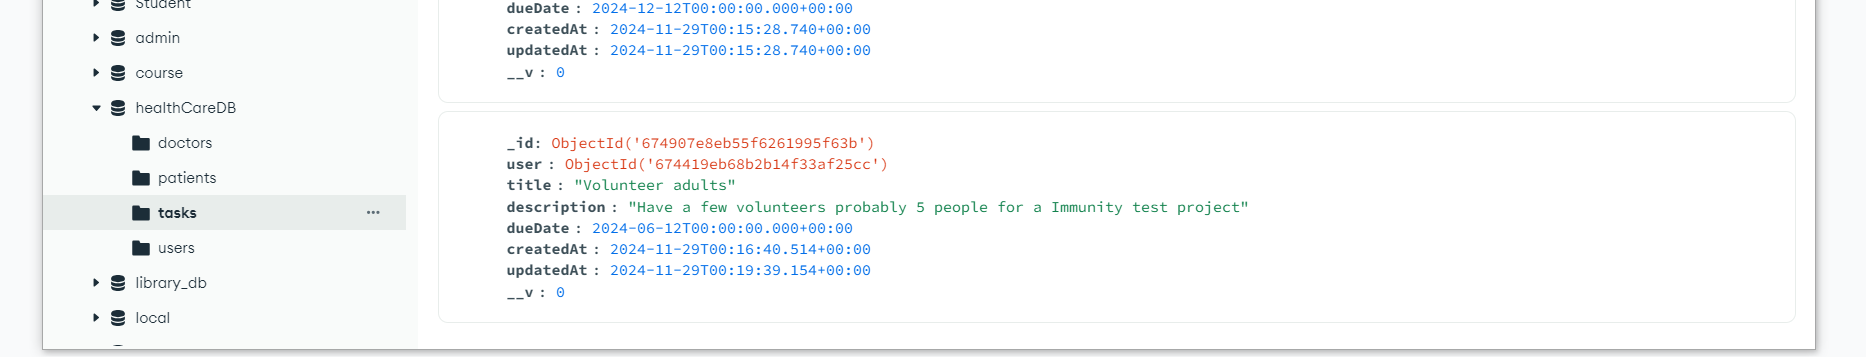 Student
admin
course
healthCareDB
doctors
patients
tasks
users
library_db
local
dueDate : 2024-12-12T00:00:00.000+00:00
createdAt : 2024-11-29T00:15:28.740+00:00
updatedAt : 2024-11-29T00:15:28.740+00:00
__v : 0
_id: ObjectId('674907e8eb55f6261995f63b')
user : ObjectId('674419eb68b2b14f33af25cc')
title : "Volunteer adults"
description : "Have a few volunteers probably 5 people for a Immunity test project"
dueDate : 2024-06-12T00:00:00.000+00:00
createdAt : 2024-11-29T00:16:40.514+00:00
updatedAt : 2024-11-29T00:19:39.154+00:00
__v : 0